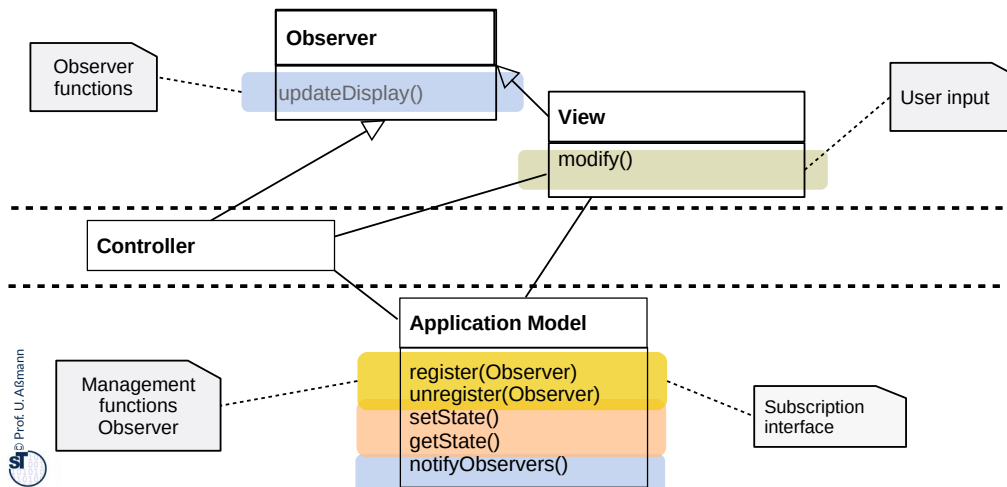 Observer
Observer
functions
updateDisplay()
User input
View
modify()
Controller
Application Model
register(Observer)
unregister(Observer)
setState()
getState()
notifyObservers()
Management
functions
Observer
Subscription
interface
© Prof. U. Aßmann
ST